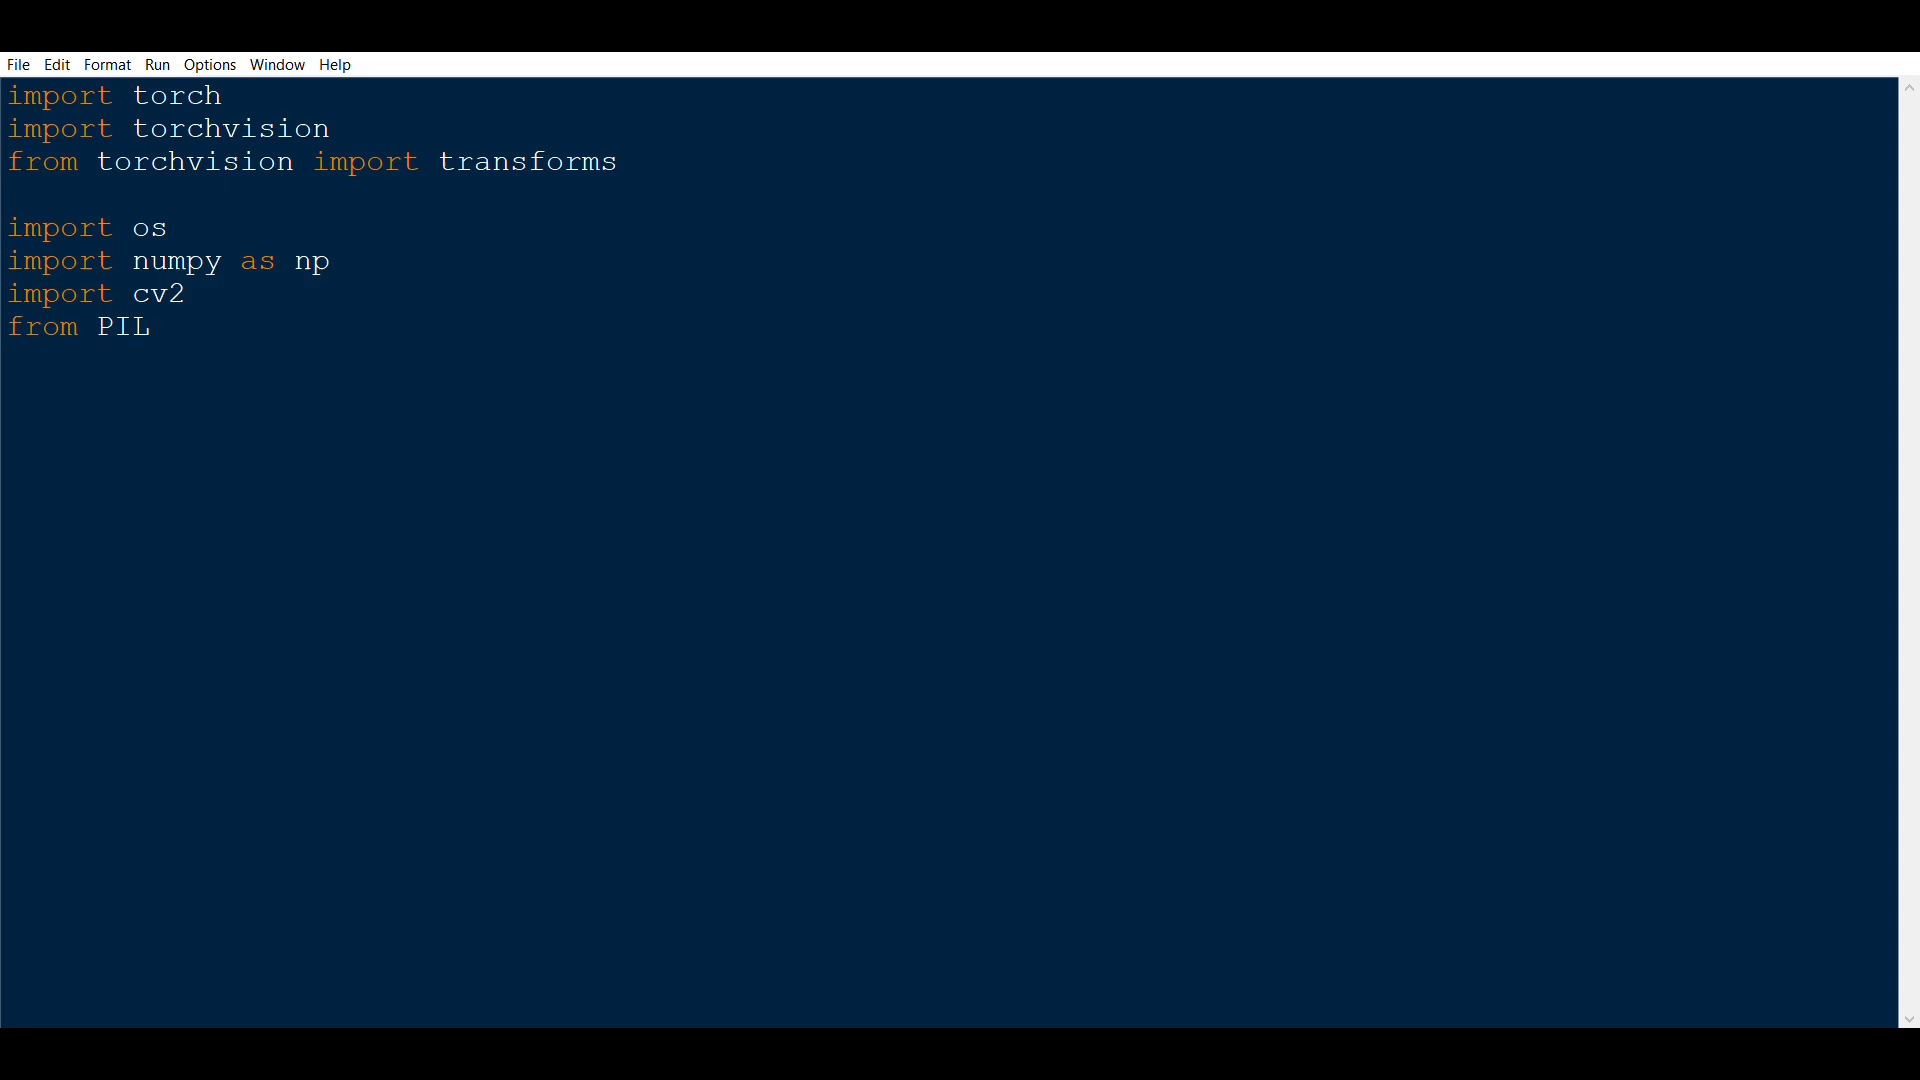 File Edit Format Run Options Window Help
import torch
import torchvision
from torchvision import transforms
import os
import numpy as np
import cv2
from PIL